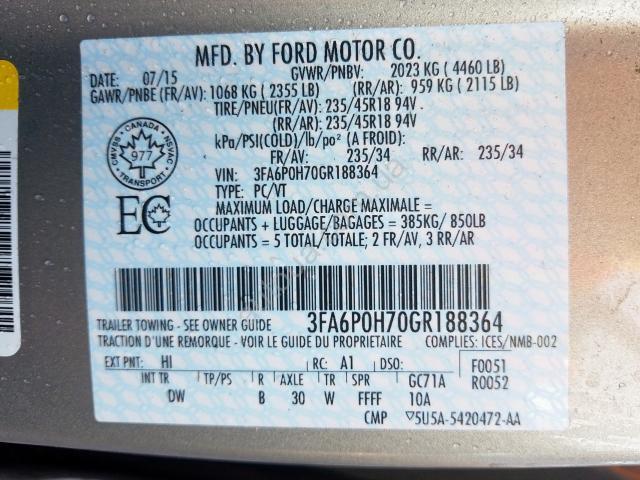 MFD. BY FORD MOTOR CO.
DATE: 07/15 GVWR/PNBV: 2023 KG ( 4460 LB)
GAWR/PNBE (FR/AV): 1068 KG ( 2355 LB) (RR/AR): 959 KG ( 2115 LB)
TIRE/PNEU(FR/AV): 235/45R18 94V
(RR/AR): 235/45R18 94V
kPa/PSI(COLD)/lb/po² (A FROID):
FR/AV: 235/34 RR/AR: 235/34
VIN: 3FA6P0H70GR188364
TYPE: PC/VT
MAXIMUM LOAD/CHARGE MAXIMALE =
OCCUPANTS + LUGGAGE/BAGAGES = 385KG/ 850LB
OCCUPANTS = 5 TOTAL/TOTALE; 2 FR/AV, 3 RR/AR
CANADA
CMVSS 977 NSVAC
TRANSPORT
EC
3FA6P0H70GR188364
TRAILER TOWING - SEE OWNER GUIDE
TRACTION D'UNE REMORQUE - VOIR LE GUIDE DU PROPRIETAIRE COMPLIES: ICES/NMB-002
EXT PNT: HI RC: A1 DSO: F0051
INT TR TP/PS R AXLE TR SPR GC71A R0052
DW B 30 W FFFF 10A
CMP ▽5U5A-5420472-AA